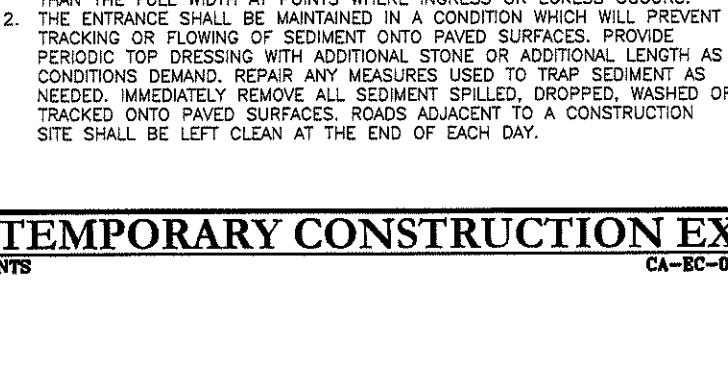 THAN THE FULL WIDTH AT POINTS WHERE INGRESS OR EGRESS OCCURS.
2. THE ENTRANCE SHALL BE MAINTAINED IN A CONDITION WHICH WILL PREVENT
TRACKING OR FLOWING OF SEDIMENT ONTO PAVED SURFACES. PROVIDE
PERIODIC TOP DRESSING WITH ADDITIONAL STONE OR ADDITIONAL LENGTH AS
CONDITIONS DEMAND. REPAIR ANY MEASURES USED TO TRAP SEDIMENT AS
NEEDED. IMMEDIATELY REMOVE ALL SEDIMENT SPILLED, DROPPED, WASHED OR
TRACKED ONTO PAVED SURFACES. ROADS ADJACENT TO A CONSTRUCTION
SITE SHALL BE LEFT CLEAN AT THE END OF EACH DAY.
TEMPORARY CONSTRUCTION EX
NTS CA-EC-0